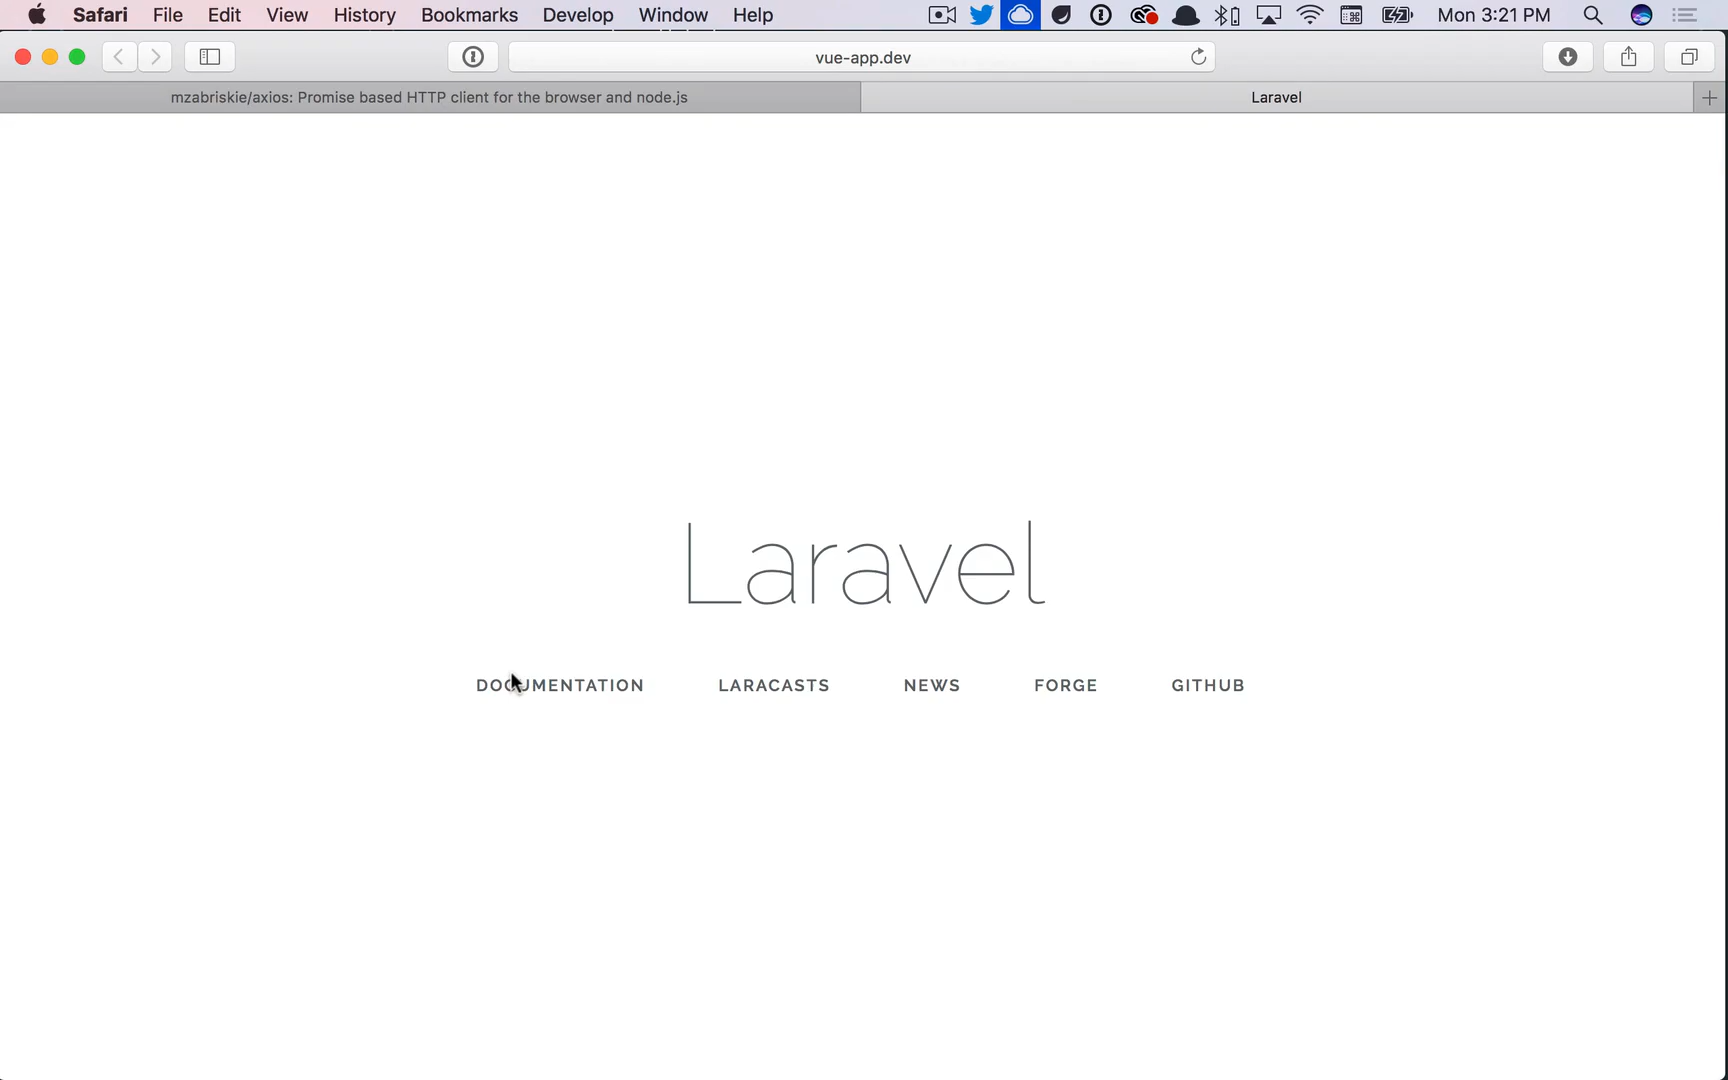 Safari File Edit View History Bookmarks Develop Window Help Mon 3:21 PM
vue-app.dev
mzabriskie/axios: Promise based HTTP client for the browser and node.js Laravel
Laravel
DOCUMENTATION LARACASTS NEWS FORGE GITHUB